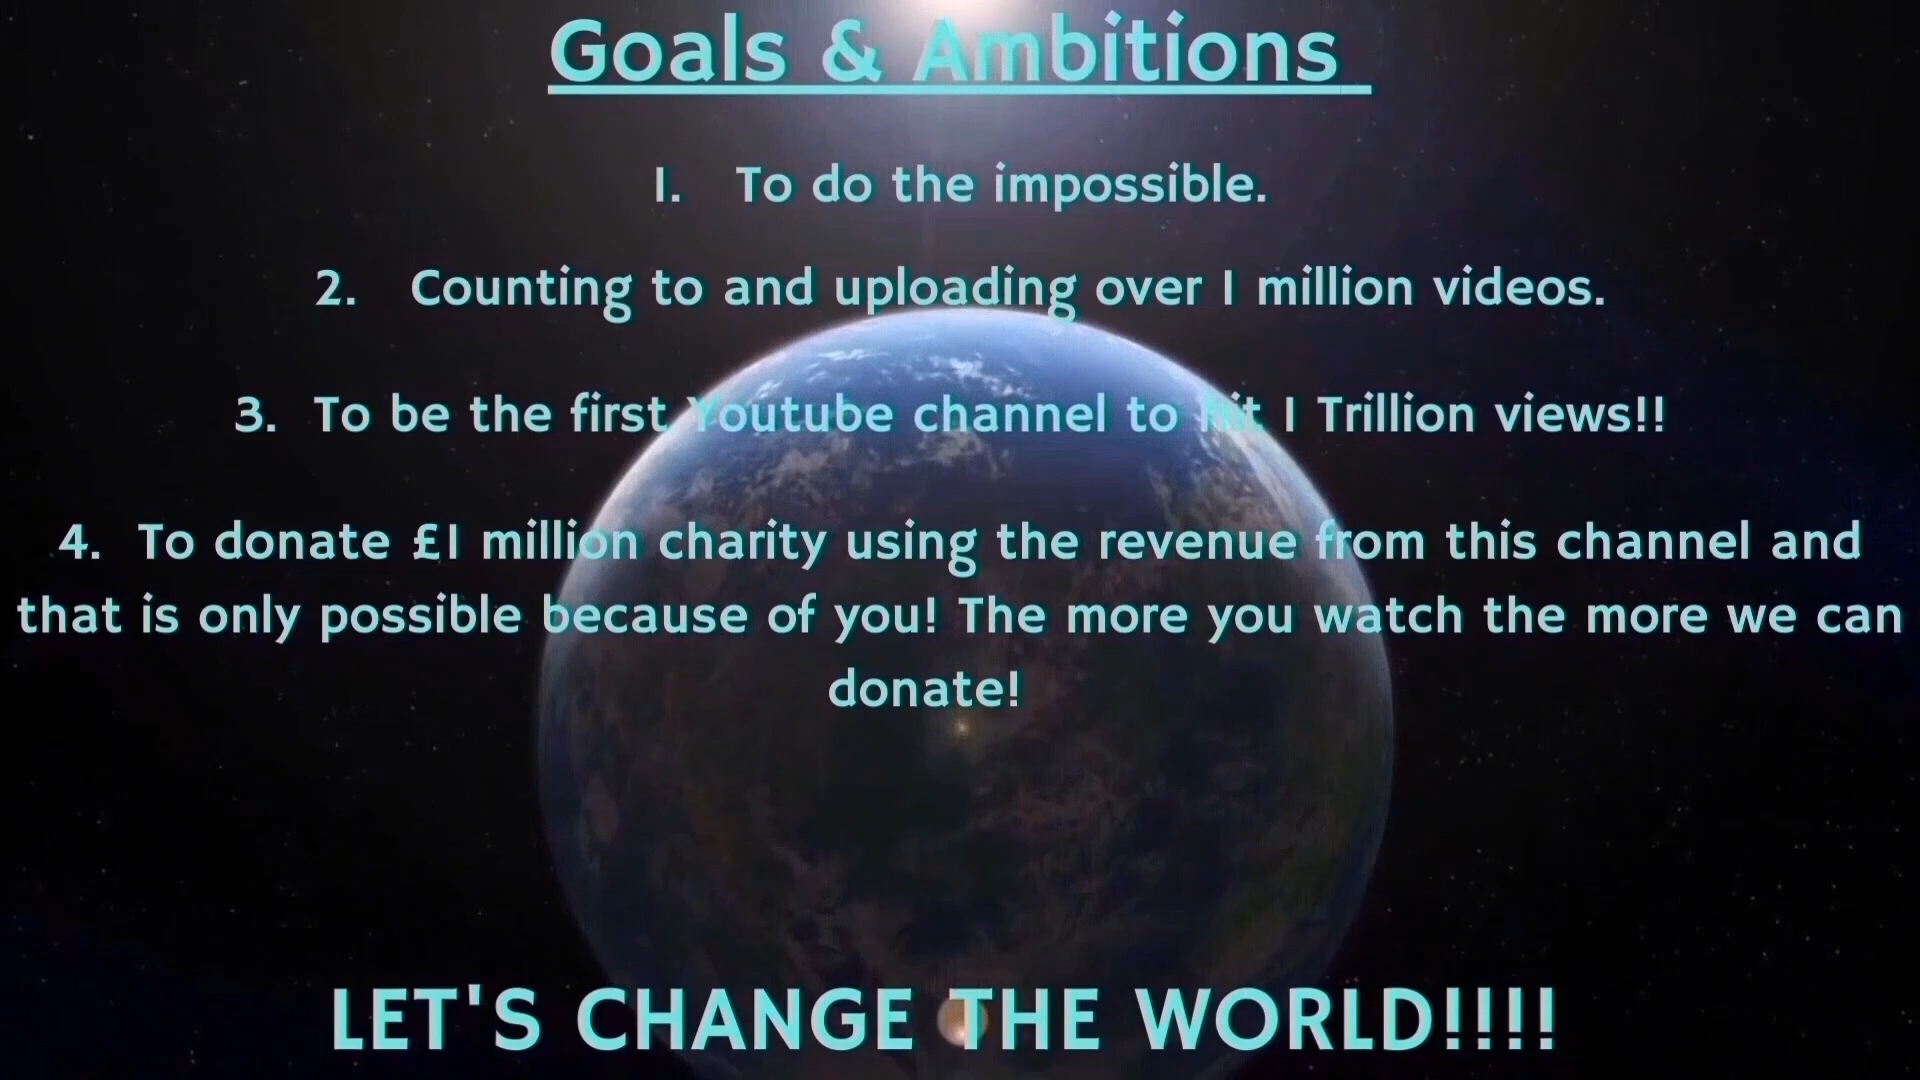 Goals & Ambitions
1. To do the impossible.
2. Counting to and uploading over 1 million videos.
3. To be the first Youtube channel to hit 1 Trillion views!!
4. To donate £1 million charity using the revenue from this channel and
that is only possible because of you! The more you watch the more we can
donate!
LET'S CHANGE THE WORLD!!!!